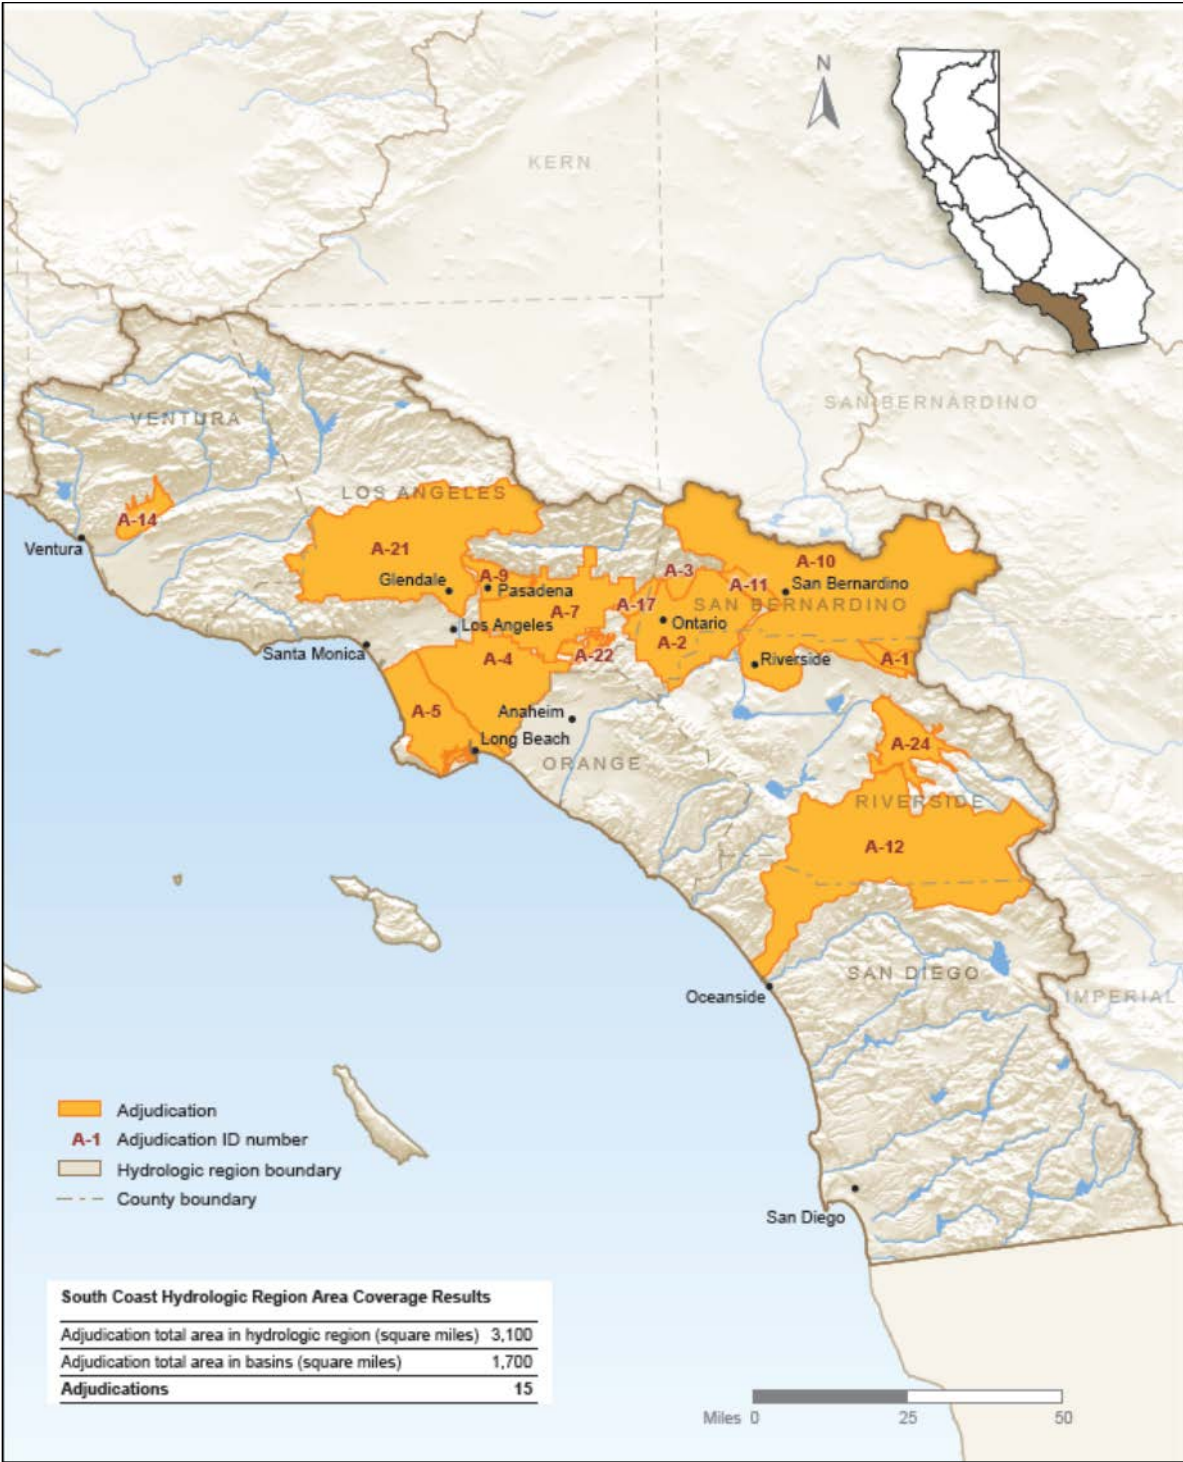 N
KERN
SAN BERNARDINO
VENTURA
LOS ANGELES
A-14
Ventura
A-21
A-10
A-3
A-11
Glendale
A-9
Pasadena
San Bernardino
A-17
SAN BERNARDINO
A-7
Los Angeles
Ontario
A-2
Santa Monica
A-4
A-22
Riverside
A-1
A-5
Anaheim
Long Beach
A-24
ORANGE
RIVERSIDE
A-12
SAN DIEGO
Oceanside
IMPERIAL
Adjudication
A-1 Adjudication ID number
Hydrologic region boundary
County boundary
San Diego
South Coast Hydrologic Region Area Coverage Results
Adjudication total area in hydrologic region (square miles) 3,100
Adjudication total area in basins (square miles) 1,700
Adjudications 15
Miles 0 25 50